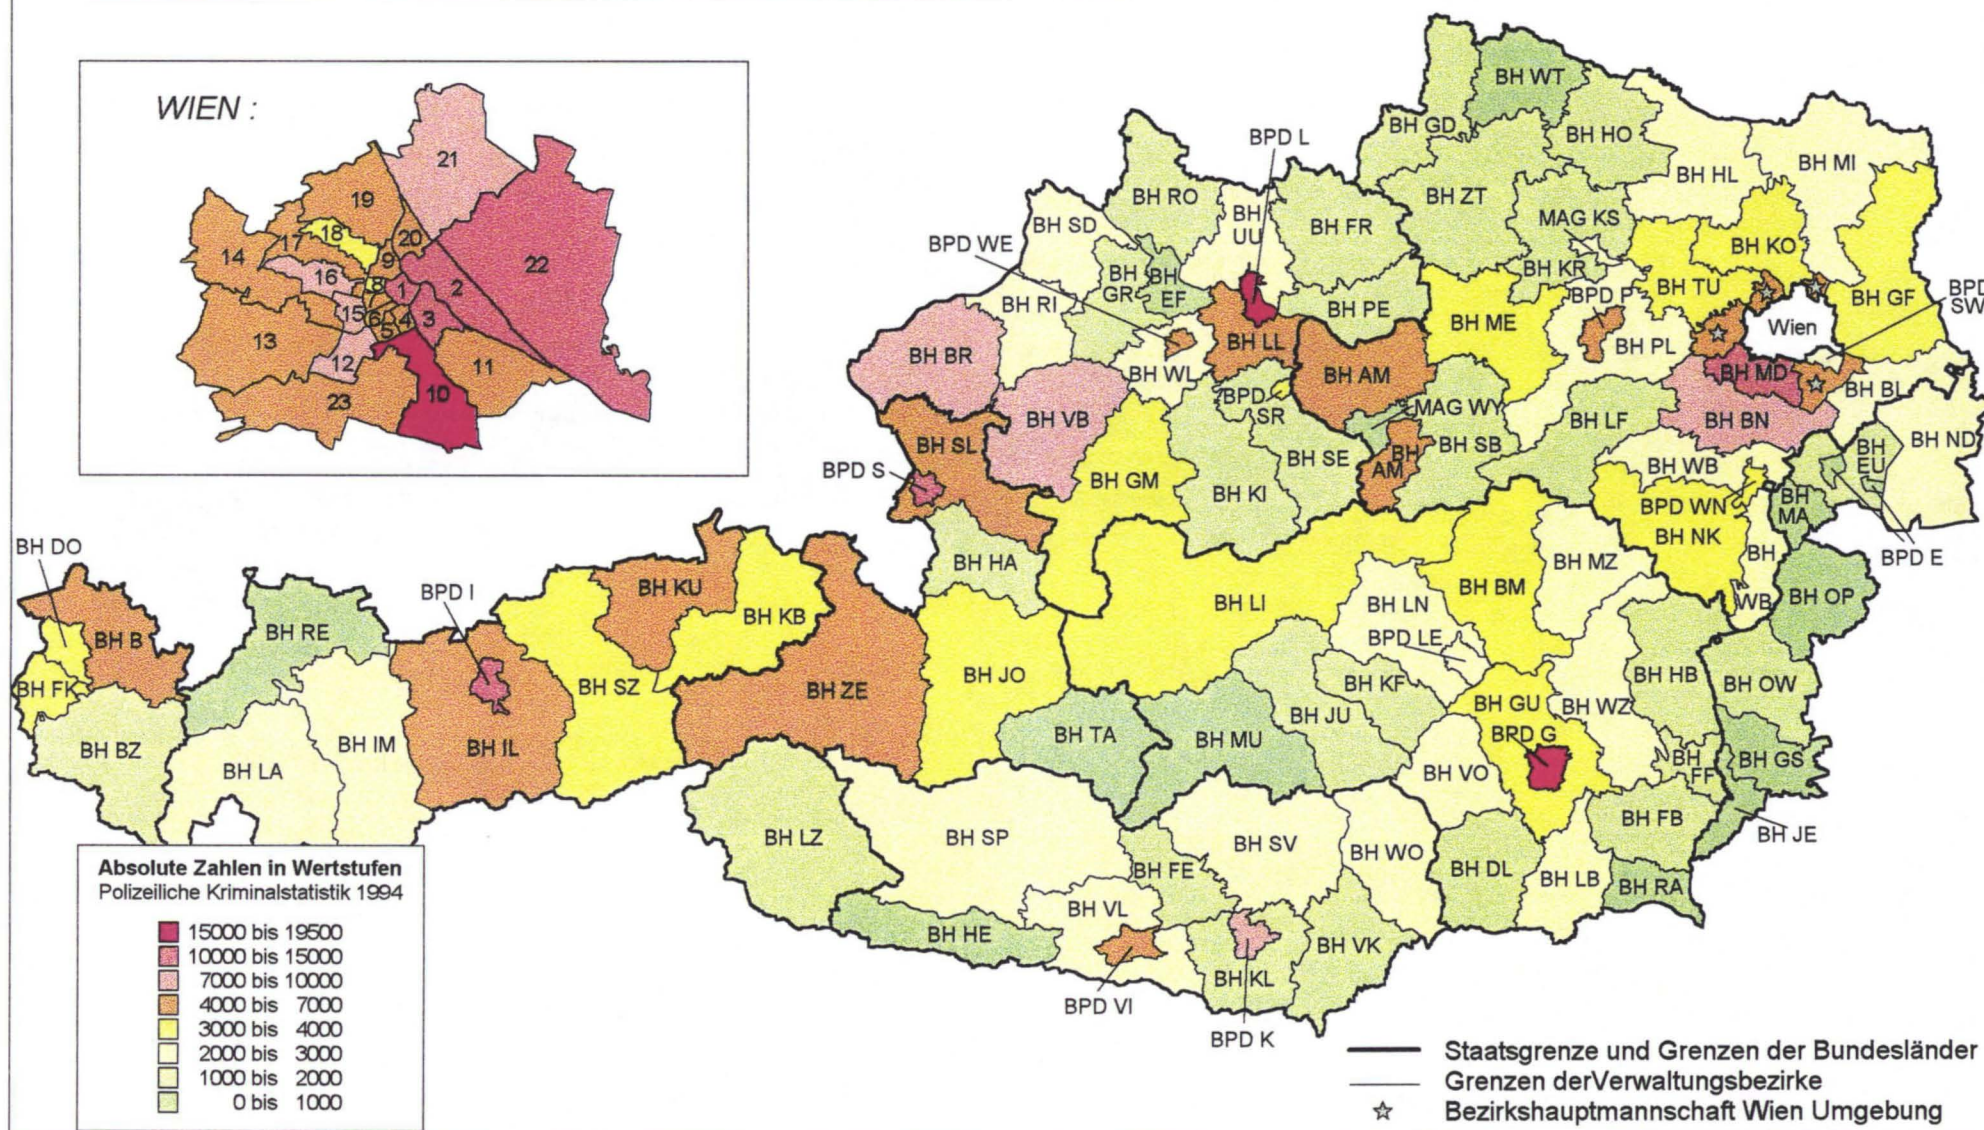 WIEN :
21
19
22
18
20
17
14
9
16
8
1
2
15
3
6
4
5
13
12
11
10
23
BH WT
BPD L
BH GD
BH HO
BH MI
BH HL
BH RO
BH ZT
BH
UU
MAG KS
BH SD
BH FR
BPD WE
BH KO
BH
GR
BH
EF
BH KR
BH TU
BPD P
BH GF
BPD
SW
BH RI
BH PE
BH ME
Wien
BH LL
BH PL
BH BR
BH WL
BH AM
BH MD
BH BL
BPD
SR
MAG WY
BH VB
BH LF
BH BN
BH SL
BH
AM
BH SB
BH ND
BH
EU
BPD S
BH GM
BH SE
BH WB
BH KI
BPD WN
BH
MA
BH NK
BH
WB
BPD E
BH DO
BH HA
BH MZ
BH KU
BPD I
BH BM
BH LI
BH LN
BH OP
BH KB
BH RE
BH B
BPD LE
BH JO
BH HB
BH FK
BH SZ
BH ZE
BH KF
BH OW
BH GU
BH WZ
BH JU
BH TA
BH MU
BPD G
BH IM
BH IL
BH BZ
BH LA
BH VO
BH
FF
BH GS
BH FB
BH LZ
BH SP
BH SV
BH WO
BH JE
BH FE
BH DL
BH LB
BH RA
BH VL
BH HE
BH VK
BH KL
BPD VI
BPD K
Absolute Zahlen in Wertstufen
Polizeiliche Kriminalstatistik 1994
15000 bis 19500
10000 bis 15000
7000 bis 10000
4000 bis 7000
3000 bis 4000
2000 bis 3000
1000 bis 2000
0 bis 1000
Staatsgrenze und Grenzen der Bundesländer
Grenzen derVerwaltungsbezirke
Bezirkshauptmannschaft Wien Umgebung